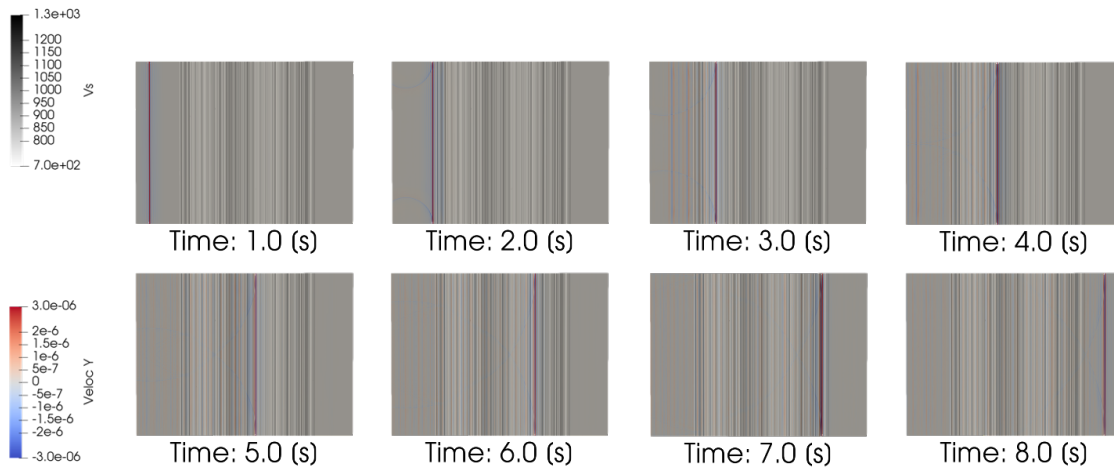 1.3e+03
1200
1150
1100
1050
1000
950
900
850
800
7.0e+02
Vs
Time: 1.0 (s)
Time: 2.0 (s)
Time: 3.0 (s)
Time: 4.0 (s)
3.0e-06
2e-6
1.5e-6
1e-6
5e-7
0
-5e-7
-1e-6
-1.5e-6
-2e-6
-3.0e-06
Veloc Y
Time: 5.0 (s)
Time: 6.0 (s)
Time: 7.0 (s)
Time: 8.0 (s)